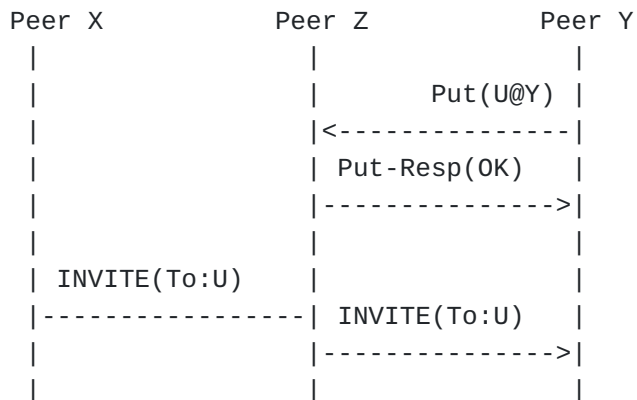 Peer X Peer Z Peer Y
Put(U@Y)
Put-Resp(OK)
INVITE(To:U)
INVITE(To:U)